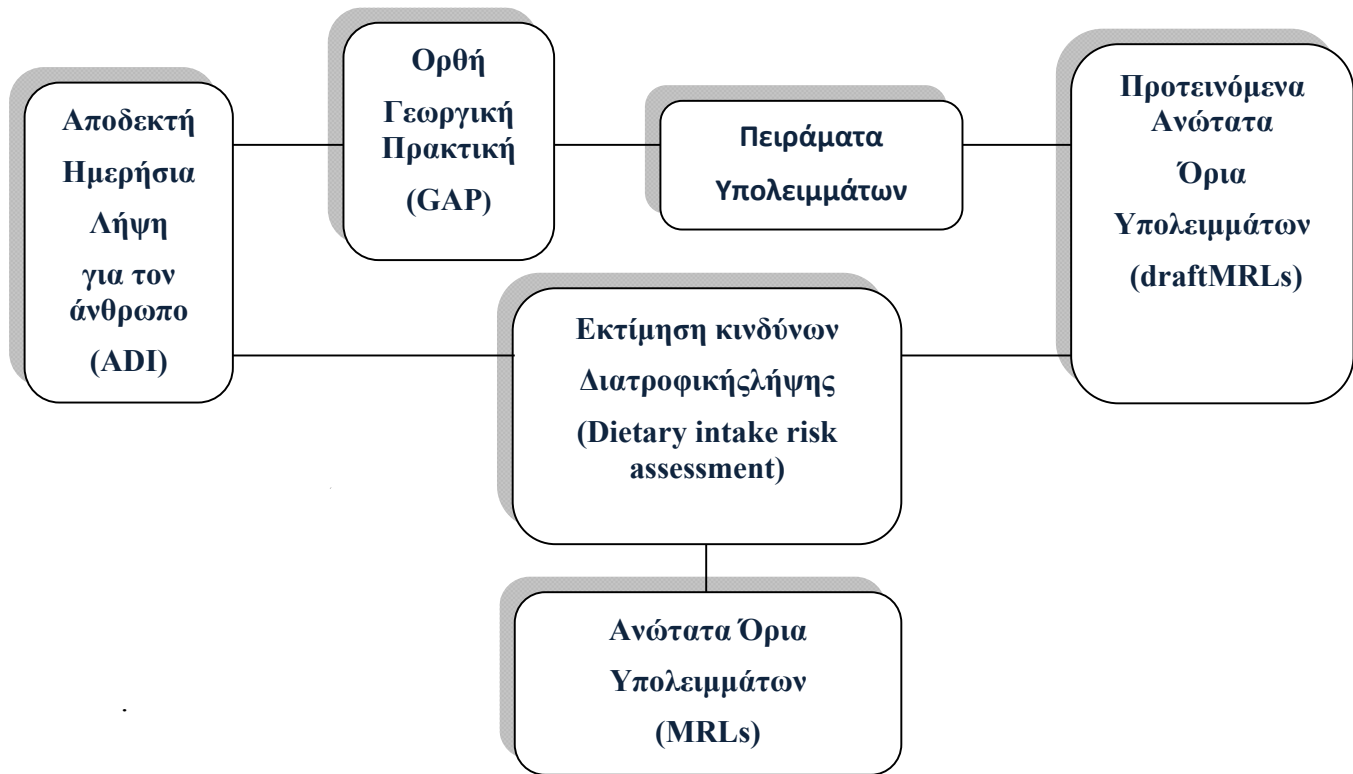 Αποδεκτή
Ημερήσια
Λήψη
για τον
άνθρωπο
(ADI)
Ορθή
Γεωργική
Πρακτική
(GAP)
Πειράματα
Υπολειμμάτων
Προτεινόμενα
Ανώτατα
Όρια
Υπολειμμάτων
(draftMRLs)
Εκτίμηση κινδύνων
Διατροφικήςλήψης
(Dietary intake risk
assessment)
Ανώτατα Όρια
Υπολειμμάτων
(MRLs)